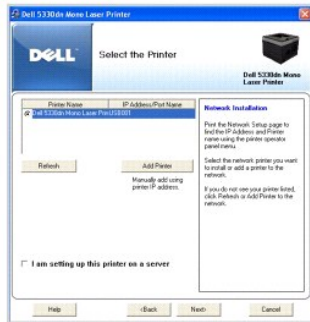 Dell 5330dn Mono Laser Printer
DELL
Select the Printer
Dell 5330dn Mono
Laser Printer
Printer Name
IP Address/Port Name
Dell 5330dn Mono Laser Prin USB001
Refresh
Add Printer
Manually add using
printer IP address.
I am setting up this printer on a server
Network Installation
Print the Network Setup page to
find the IP Address and Printer
name using the printer operator
panel menu.
Select the network printer you want
to install or add a printer to the
network.
If you do not see your printer listed,
click Refresh or Add Printer to the
network.
Help
<Back
Next>
Cancel